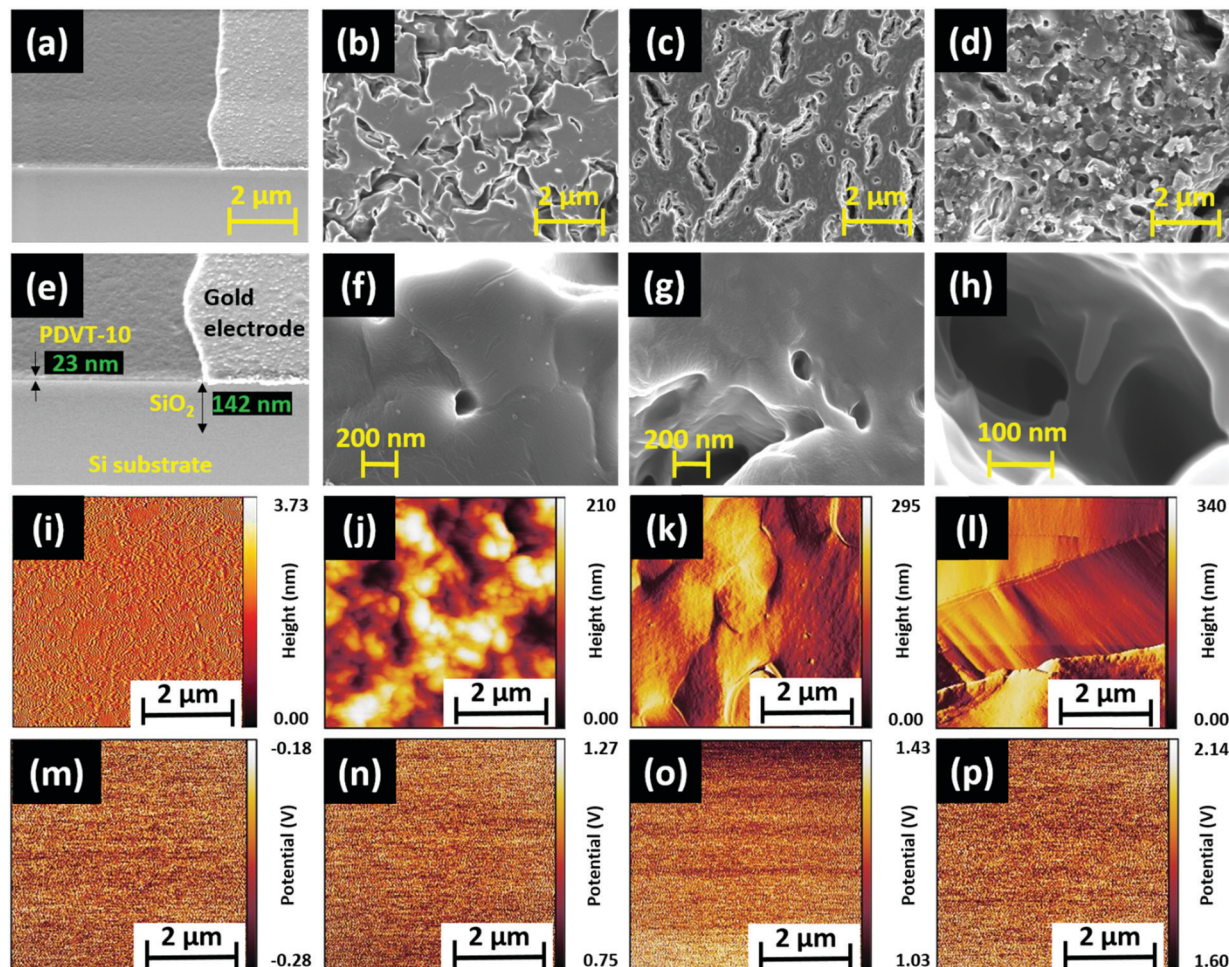 (a)
2 µm
(b)
2 µm
(c)
2 µm
(d)
2 µm
(e)
Gold
electrode
PDVT-10
23 nm
SiO2
142 nm
Si substrate
(f)
200 nm
(g)
200 nm
(h)
100 nm
(i)
2 µm
3.73
Height (nm)
0.00
(j)
2 µm
210
Height (nm)
0.00
(k)
2 µm
295
Height (nm)
0.00
(l)
2 µm
340
Height (nm)
0.00
(m)
2 µm
-0.18
Potential (V)
-0.28
(n)
2 µm
1.27
Potential (V)
0.75
(o)
2 µm
1.43
Potential (V)
1.03
(p)
2 µm
2.14
Potential (V)
1.60